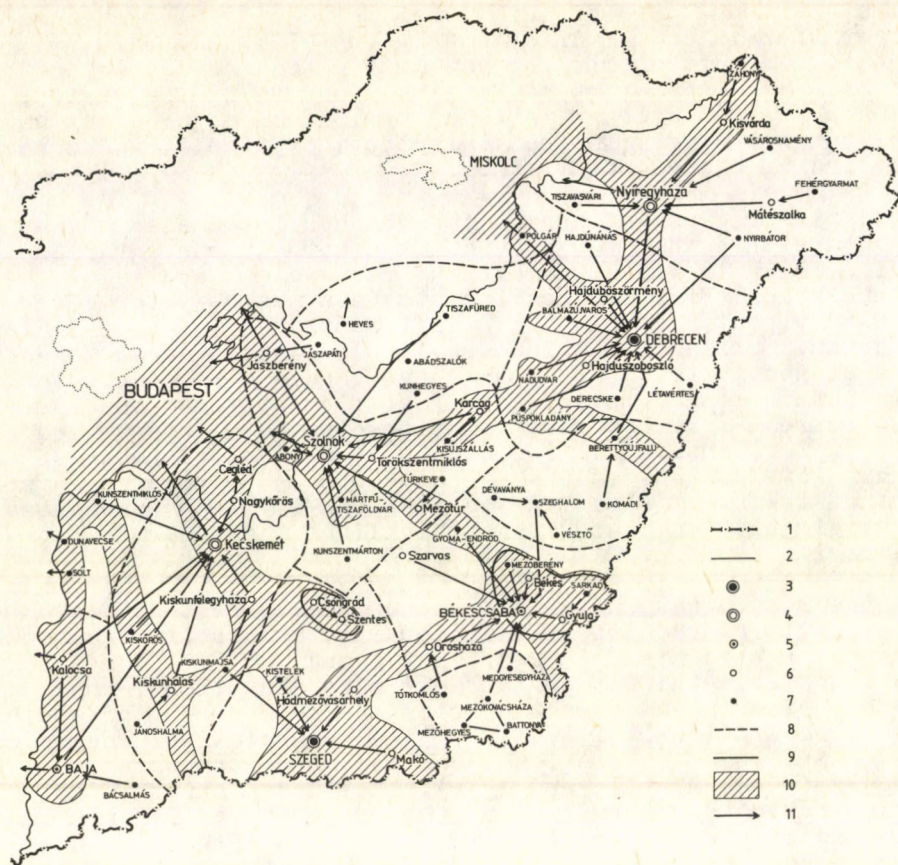 ZÁHONY
Kisvárda
VÁSÁROSNAMÉNY
MISKOLC
FEHÉRGYARMAT
Nyíregyháza
TISZAVASVÁRI
Mátészalka
POLGÁR
HAJDÚNÁNÁS
NYÍRBÁTOR
Hajdúböszörmény
TISZAFÜRED
BALMAZÚJVÁROS
HEVES
DEBRECEN
JÁSZAPÁTI
Jászberény
ABÁDSZALÓK
Hajdúszoboszló
NÁDUDVAR
BUDAPEST
KUNHEGYES
DERECSKE
LÉTAVÉRTES
Karcag
PÜSPÖKLADÁNY
Szolnok
KISUJSZÁLLÁS
BERETTYÓÚJFALU
ABONY
Törökszentmiklós
Cegléd
TÚRKEVE
KUNSZENTMIKLÓS
Nagykőrös
MARTFŰ-
TISZAFÖLDVÁR
DÉVAVÁNYA
SZEGHALOM
KOMÁDI
Mezőtúr
1
DUNAVECSE
Kecskemét
GYOMA-ENDRŐD
VÉSZTŐ
2
KUNSZENTMÁRTON
Szarvas
SOLT
MEZŐBERÉNY
Békés
3
SARKAD
Kiskunfélegyháza
Csongrád
BÉKÉSCSABA
4
Szentes
Gyula
5
KISKŐRÖS
Orosháza
KISKUNMAJSA
6
Kalocsa
KISTELEK
MEDGYESEGYHÁZA
Kiskunhalas
7
Hódmezővásárhely
TÓTKOMLÓS
MEZŐKOVÁCSHÁZA
JÁNOSHALMA
MEZŐHEGYES
BATTONYA
8
SZEGED
Makó
9
BAJA
10
BÁCSALMÁS
11